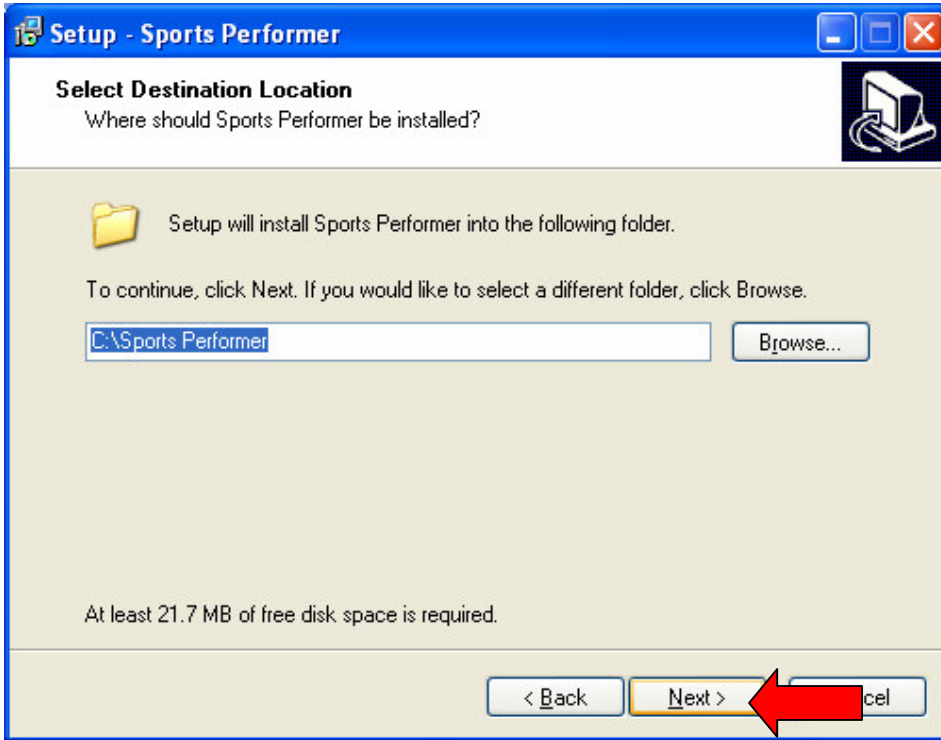 Setup - Sports Performer
Select Destination Location
Where should Sports Performer be installed?
Setup will install Sports Performer into the following folder.
To continue, click Next. If you would like to select a different folder, click Browse.
C:\Sports Performer Browse...
At least 21.7 MB of free disk space is required.
< Back Next >